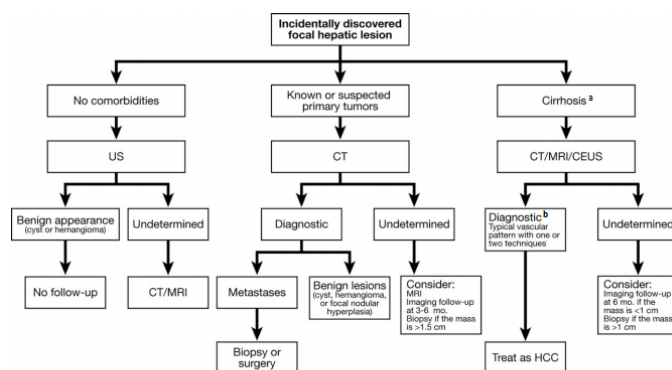 Incidentally discovered
focal hepatic lesion
No comorbidities
Known or suspected
primary tumors
Cirrhosis a
US
CT
CT/MRI/CEUS
Benign appearance
(cyst or hemangioma)
Undetermined
Diagnostic
Undetermined
Diagnostic b
Typical vascular
pattern with one or
two techniques
Undetermined
No follow-up
CT/MRI
Metastases
Benign lesions
(cyst, hemangioma,
or focal nodular
hyperplasia)
Consider:
MRI
Imaging follow-up
at 3-6 mo.
Biopsy if the mass
is >1.5 cm
Consider:
Imaging follow-up
at 6 mo. if the
mass is <1 cm
Biopsy if the mass
is >1 cm
Biopsy or
surgery
Treat as HCC